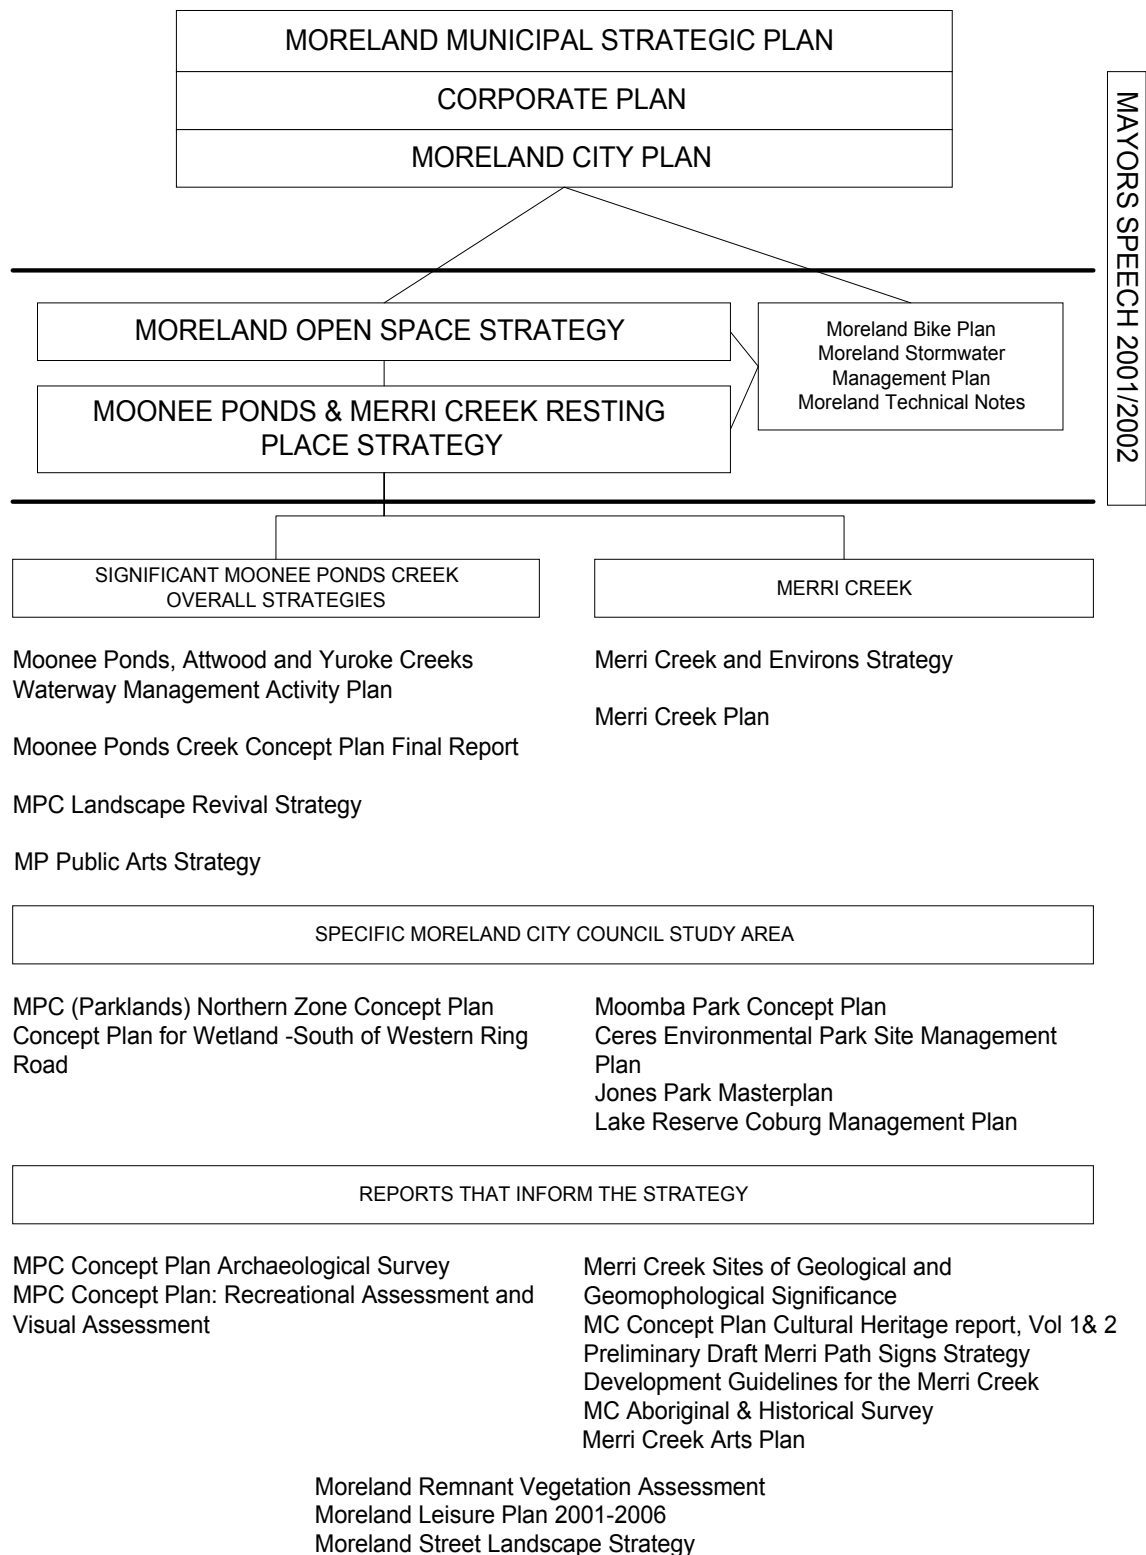 MORELAND MUNICIPAL STRATEGIC PLAN
CORPORATE PLAN
MORELAND CITY PLAN
MAYORS SPEECH 2001/2002
MORELAND OPEN SPACE STRATEGY
MOONEE PONDS & MERRI CREEK RESTING
PLACE STRATEGY
Moreland Bike Plan
Moreland Stormwater
Management Plan
Moreland Technical Notes
SIGNIFICANT MOONEE PONDS CREEK
OVERALL STRATEGIES
Moonee Ponds, Attwood and Yuroke Creeks
Waterway Management Activity Plan
Moonee Ponds Creek Concept Plan Final Report
MPC Landscape Revival Strategy
MP Public Arts Strategy
MERRI CREEK
Merri Creek and Environs Strategy
Merri Creek Plan
SPECIFIC MORELAND CITY COUNCIL STUDY AREA
MPC (Parklands) Northern Zone Concept Plan
Concept Plan for Wetland -South of Western Ring
Road
Moomba Park Concept Plan
Ceres Environmental Park Site Management
Plan
Jones Park Masterplan
Lake Reserve Coburg Management Plan
REPORTS THAT INFORM THE STRATEGY
MPC Concept Plan Archaeological Survey
MPC Concept Plan: Recreational Assessment and
Visual Assessment
Merri Creek Sites of Geological and
Geomophological Significance
MC Concept Plan Cultural Heritage report, Vol 1& 2
Preliminary Draft Merri Path Signs Strategy
Development Guidelines for the Merri Creek
MC Aboriginal & Historical Survey
Merri Creek Arts Plan
Moreland Remnant Vegetation Assessment
Moreland Leisure Plan 2001-2006
Moreland Street Landscape Strategy